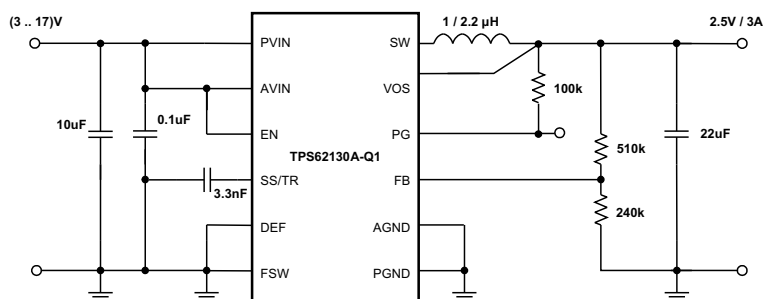 (3 .. 17)V
1 / 2.2 µH
2.5V / 3A
PVIN
SW
AVIN
VOS
100k
10uF
0.1uF
EN
PG
TPS62130A-Q1
510k
22uF
3.3nF
SS/TR
FB
240k
DEF
AGND
FSW
PGND